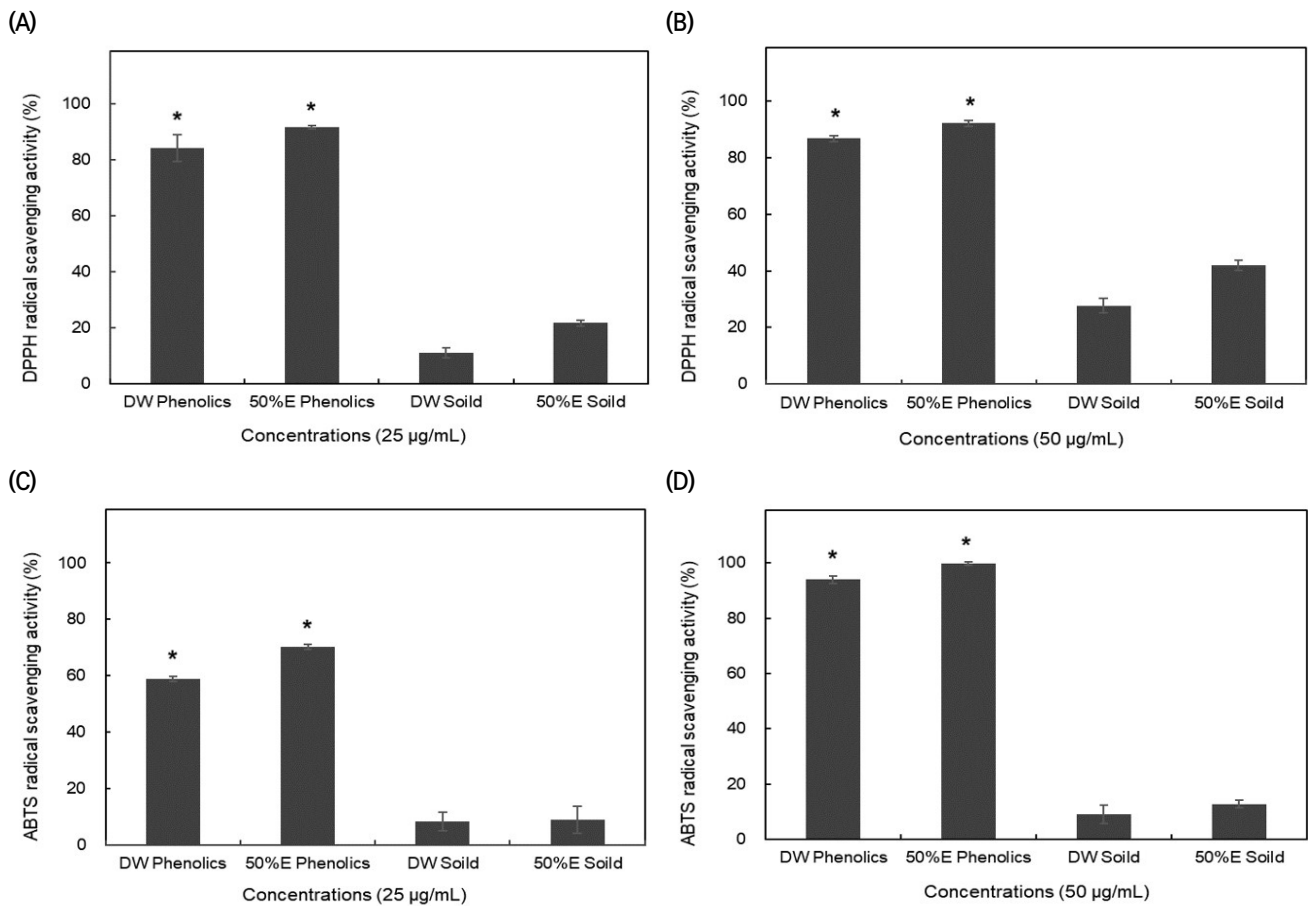 (A)
DPPH radical scavenging activity (%)
100
80
60
40
20
0
*
*
DW Phenolics 50%E Phenolics DW Soild 50%E Soild
Concentrations (25 µg/mL)
(B)
DPPH radical scavenging activity (%)
100
80
60
40
20
0
*
*
DW Phenolics 50%E Phenolics DW Soild 50%E Soild
Concentrations (50 µg/mL)
(C)
ABTS radical scavenging activity (%)
100
80
60
40
20
0
*
*
DW Phenolics 50%E Phenolics DW Soild 50%E Soild
Concentrations (25 µg/mL)
(D)
ABTS radical scavenging activity (%)
100
80
60
40
20
0
*
*
DW Phenolics 50%E Phenolics DW Soild 50%E Soild
Concentrations (50 µg/mL)